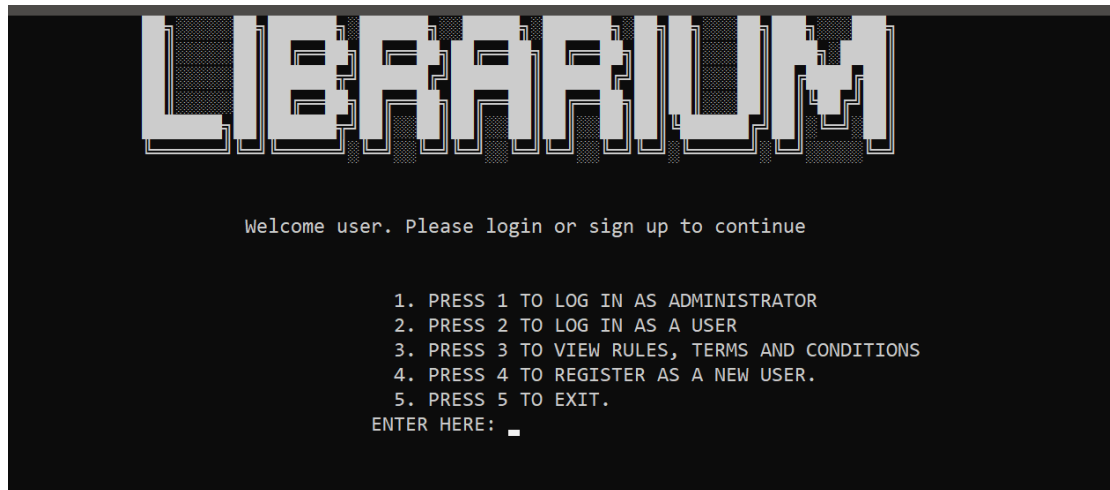 LIBRARIUM
Welcome user. Please login or sign up to continue
1. PRESS 1 TO LOG IN AS ADMINISTRATOR
2. PRESS 2 TO LOG IN AS A USER
3. PRESS 3 TO VIEW RULES, TERMS AND CONDITIONS
4. PRESS 4 TO REGISTER AS A NEW USER.
5. PRESS 5 TO EXIT.
ENTER HERE: